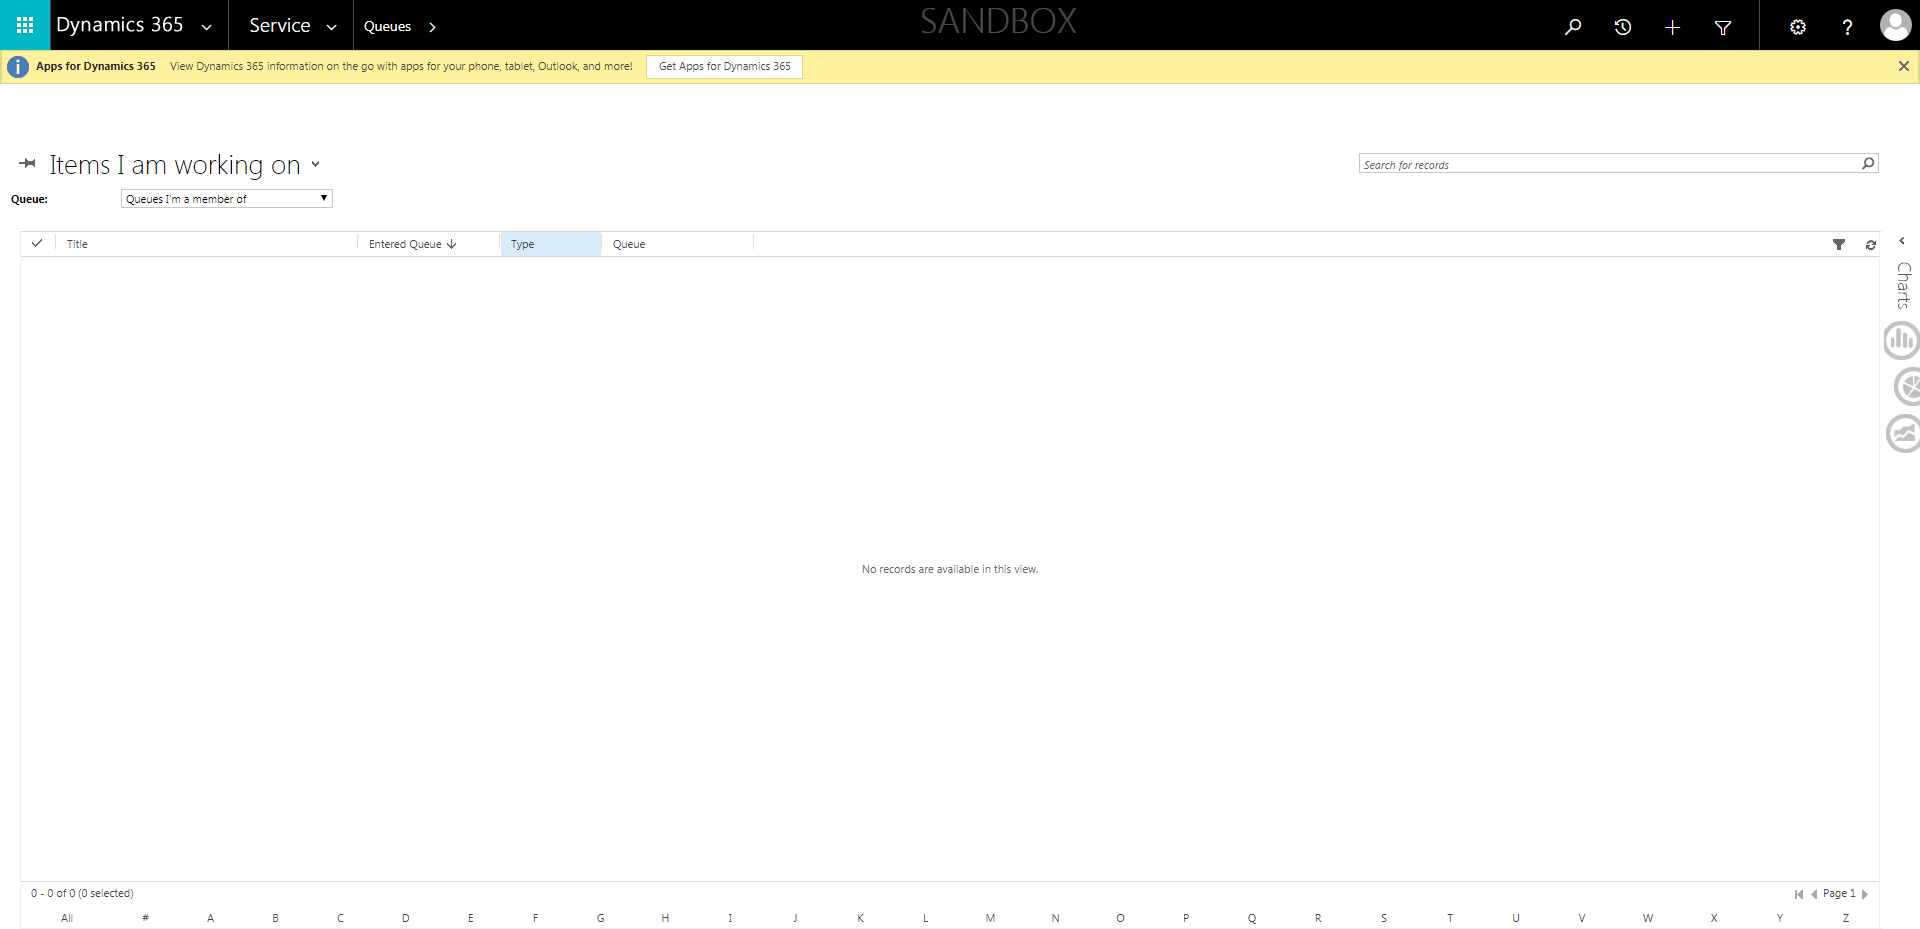 Dynamics 365 Service Queues SANDBOX ?
i Apps for Dynamics 365 View Dynamics 365 information on the go with apps for your phone, tablet, Outlook, and more! Get Apps for Dynamics 365
Items I am working on
Search for records
Queue: Queues I'm a member of
Title Entered Queue Type Queue
Charts
No records are available in this view.
0 - 0 of 0 (0 selected) Page 1
All # A B C D E F G H I J K L M N O P Q R S T U V W X Y Z